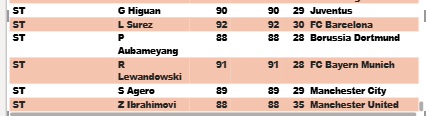 ST G Higuan 90 90 29 Juventus
ST L Surez 92 92 30 FC Barcelona
ST P 88 88 28 Borussia Dortmund
Aubameyang
ST R 91 91 28 FC Bayern Munich
Lewandowski
ST S Agero 89 89 29 Manchester City
ST Z Ibrahimovi 88 88 35 Manchester United